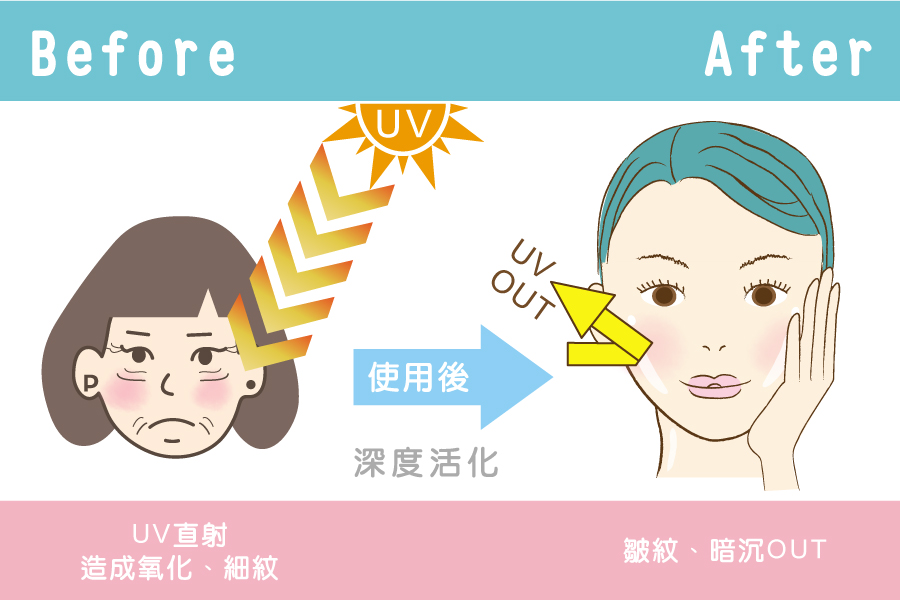 Before
After
UV
UV
OUT
使用後
深度活化
UV直射
造成氧化、細紋
皺紋、暗沉OUT